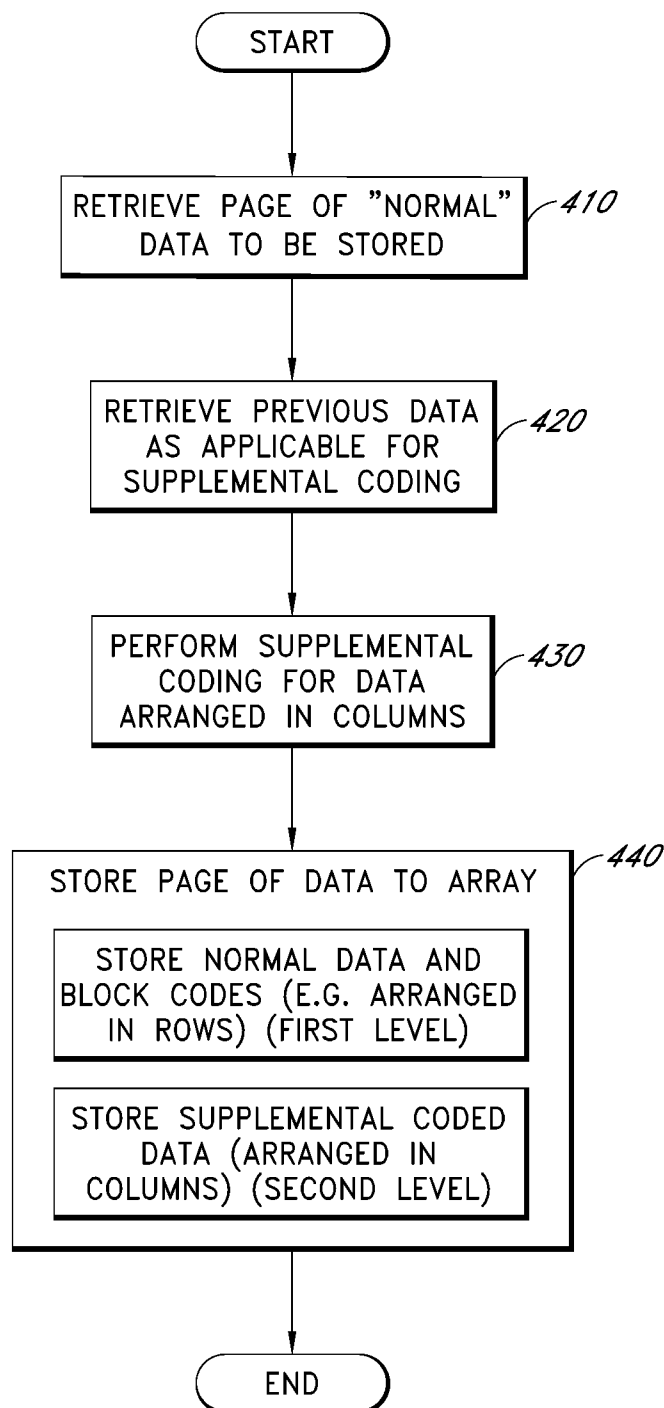 START
RETRIEVE PAGE OF "NORMAL"
DATA TO BE STORED
410
RETRIEVE PREVIOUS DATA
AS APPLICABLE FOR
SUPPLEMENTAL CODING
420
PERFORM SUPPLEMENTAL
CODING FOR DATA
ARRANGED IN COLUMNS
430
440
STORE PAGE OF DATA TO ARRAY
STORE NORMAL DATA AND
BLOCK CODES (E.G. ARRANGED
IN ROWS) (FIRST LEVEL)
STORE SUPPLEMENTAL CODED
DATA (ARRANGED IN
COLUMNS) (SECOND LEVEL)
END